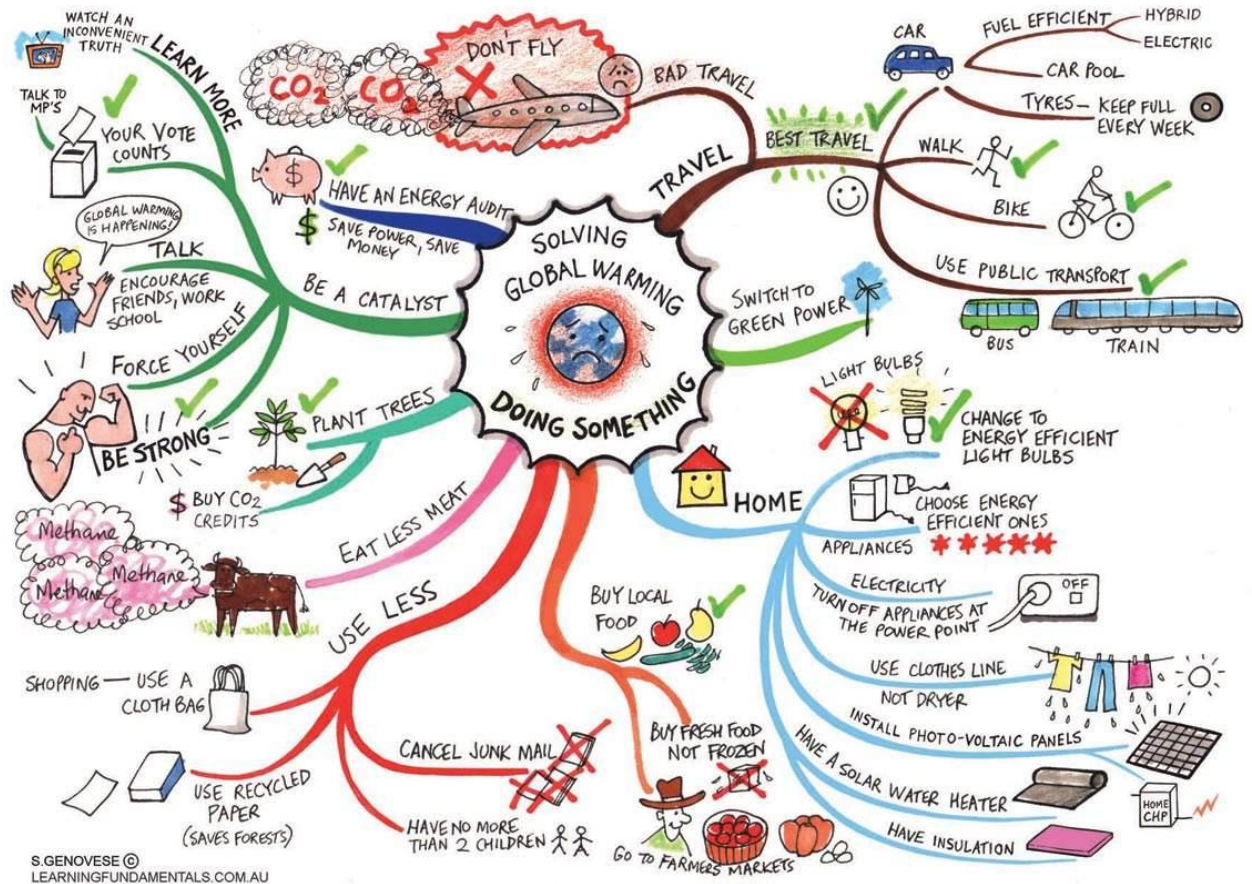 SOLVING
GLOBAL WARMING
DOING SOMETHING
TRAVEL
BAD TRAVEL
DON'T FLY
CO2
CO2
BEST TRAVEL
CAR
FUEL EFFICIENT
HYBRID
ELECTRIC
CAR POOL
TYRES — KEEP FULL
EVERY WEEK
WALK
BIKE
USE PUBLIC TRANSPORT
BUS
TRAIN
SWITCH TO
GREEN POWER
HOME
LIGHT BULBS
CHANGE TO
ENERGY EFFICIENT
LIGHT BULBS
CHOOSE ENERGY
EFFICIENT ONES
APPLIANCES
ELECTRICITY
TURN OFF APPLIANCES AT
THE POWER POINT
OFF
USE CLOTHES LINE
NOT DRYER
INSTALL PHOTO-VOLTAIC PANELS
HOME
CHP
HAVE A SOLAR WATER HEATER
HAVE INSULATION
BUY LOCAL
FOOD
BUY FRESH FOOD
NOT FROZEN
GO TO FARMERS MARKETS
USE LESS
SHOPPING — USE A
CLOTH BAG
USE RECYCLED
PAPER
(SAVES FORESTS)
CANCEL JUNK MAIL
HAVE NO MORE
THAN 2 CHILDREN
EAT LESS MEAT
Methane
Methane
Methane
PLANT TREES
$ BUY CO2
CREDITS
BE A CATALYST
LEARN MORE
WATCH AN
INCONVENIENT
TRUTH
TALK TO
MP'S
YOUR VOTE
COUNTS
GLOBAL WARMING
IS HAPPENING!
TALK
ENCOURAGE
FRIENDS, WORK
SCHOOL
FORCE YOURSELF
BE STRONG
$
HAVE AN ENERGY AUDIT
$ SAVE POWER, SAVE
MONEY
S.GENOVESE ©
LEARNINGFUNDAMENTALS.COM.AU